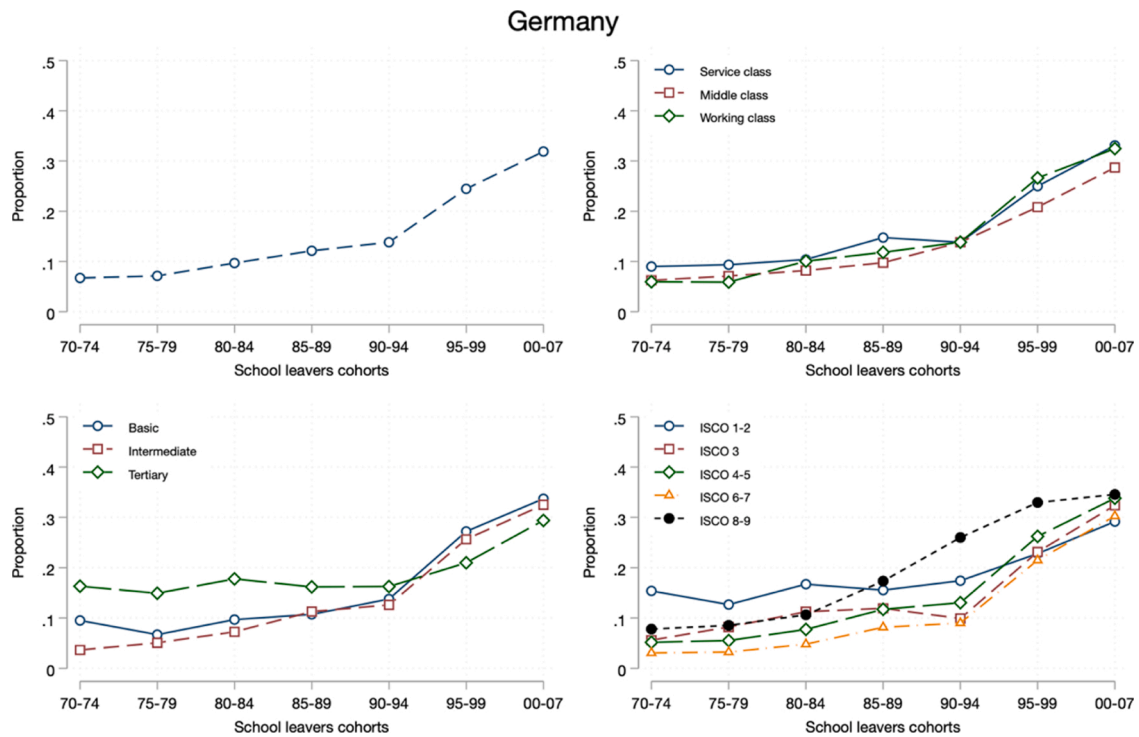 Germany
.5
.4
.3
.2
.1
0
Proportion
70-74 75-79 80-84 85-89 90-94 95-99 00-07
School leavers cohorts
.5
.4
.3
.2
.1
0
Proportion
Service class
Middle class
Working class
70-74 75-79 80-84 85-89 90-94 95-99 00-07
School leavers cohorts
.5
.4
.3
.2
.1
0
Proportion
Basic
Intermediate
Tertiary
70-74 75-79 80-84 85-89 90-94 95-99 00-07
School leavers cohorts
.5
.4
.3
.2
.1
0
Proportion
ISCO 1-2
ISCO 3
ISCO 4-5
ISCO 6-7
ISCO 8-9
70-74 75-79 80-84 85-89 90-94 95-99 00-07
School leavers cohorts